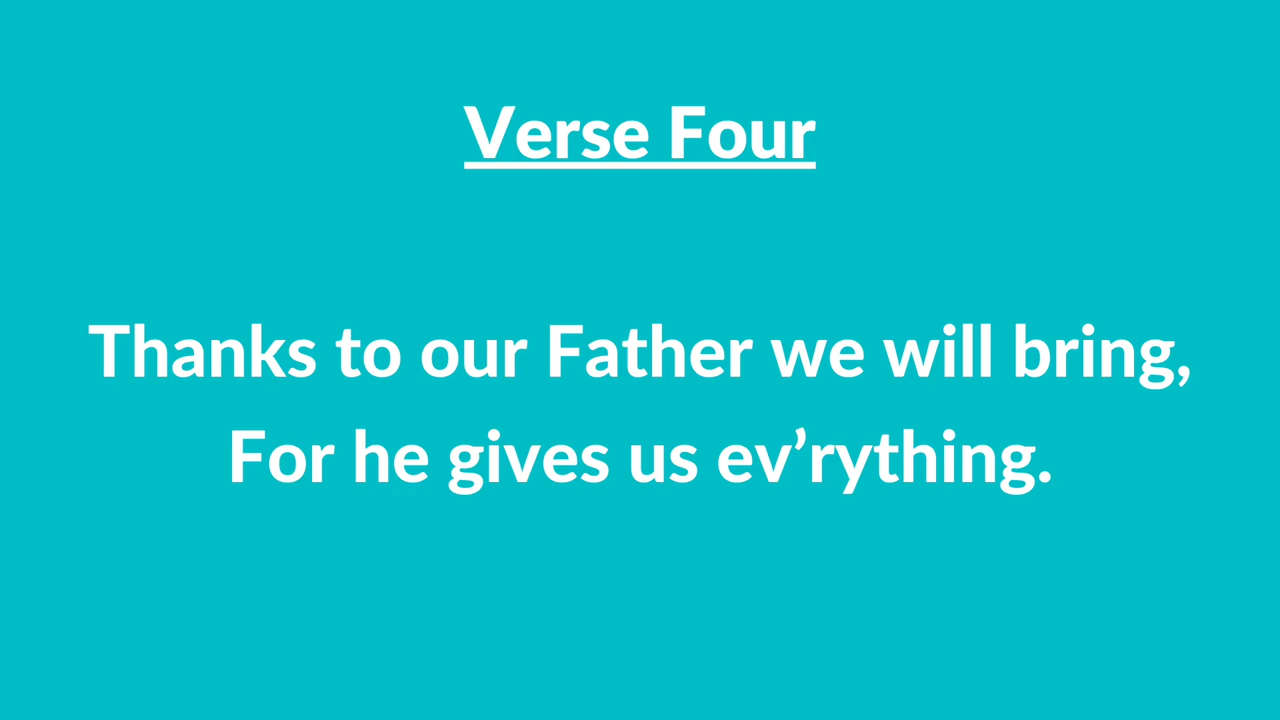 Verse Four
Thanks to our Father we will bring,
For he gives us ev’rything.